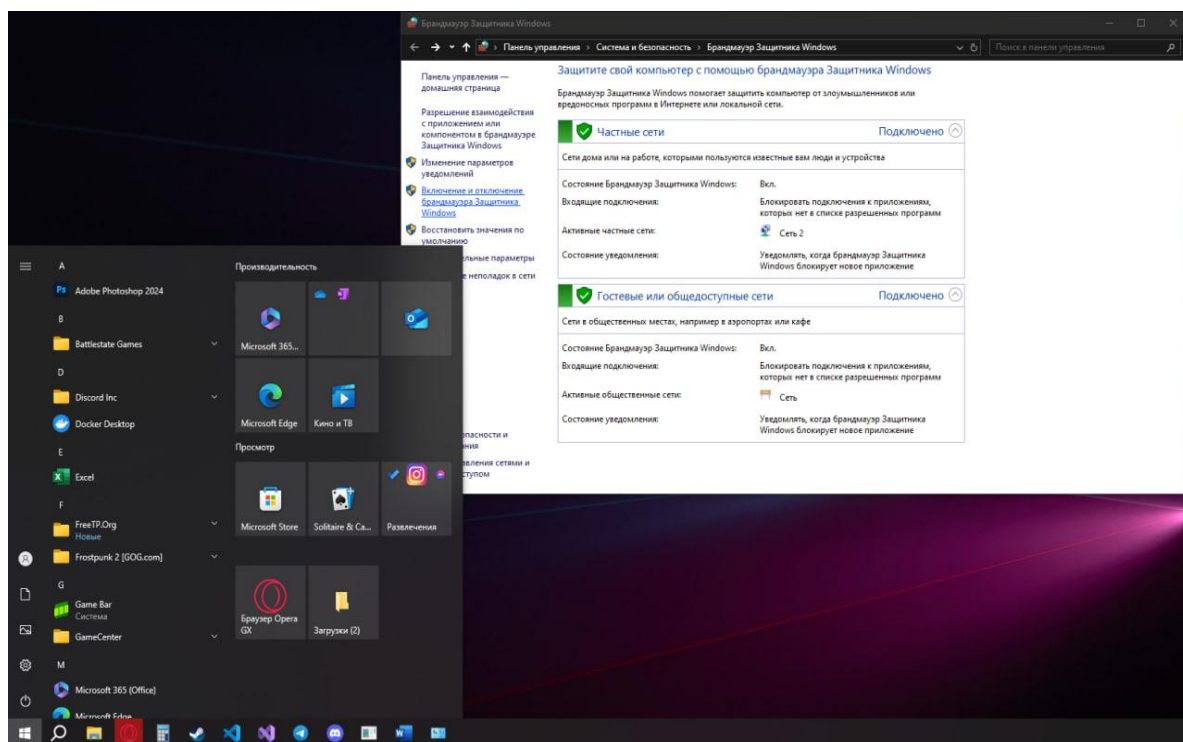 Брандмауэр Защитника Windows
Панель управления › Система и безопасность › Брандмауэр Защитника Windows
Поиск в панели управления
Панель управления —
домашняя страница
Разрешение взаимодействия
с приложением или
компонентом в брандмауэре
Защитника Windows
Изменение параметров
уведомлений
Включение и отключение
брандмауэра Защитника
Windows
Восстановить значения по
умолчанию
параметры
неполадок в сети
и
сетями и
Защитите свой компьютер с помощью брандмауэра Защитника Windows
Брандмауэр Защитника Windows помогает защитить компьютер от злоумышленников или
вредоносных программ в Интернете или локальной сети.
Частные сети
Подключено
Сети дома или на работе, которыми пользуются известные вам люди и устройства
Состояние Брандмауэр Защитника Windows:
Вкл.
Входящие подключения:
Блокировать подключения к приложениям,
которых нет в списке разрешенных программ
Активные частные сети:
Сеть 2
Состояние уведомления:
Уведомлять, когда брандмауэр Защитника
Windows блокирует новое приложение
Гостевые или общедоступные сети
Подключено
Сети в общественных местах, например в аэропортах или кафе
Состояние Брандмауэр Защитника Windows:
Вкл.
Входящие подключения:
Блокировать подключения к приложениям,
которых нет в списке разрешенных программ
Активные общественные сети:
Сеть
Состояние уведомления:
Уведомлять, когда брандмауэр Защитника
Windows блокирует новое приложение
A
Ps Adobe Photoshop 2024
B
Battlestate Games
D
Discord Inc
Docker Desktop
E
Excel
F
FreeTP.Org
Новые
Frostpunk 2 [GOG.com]
G
Game Bar
Система
GameCenter
M
Microsoft 365 (Office)
Microsoft Edge
Производительность
Microsoft 365...
Microsoft Edge
Кино и ТВ
Просмотр
Microsoft Store
Solitaire & Ca...
Развлечения
Браузер Opera
GX
Загрузки (2)